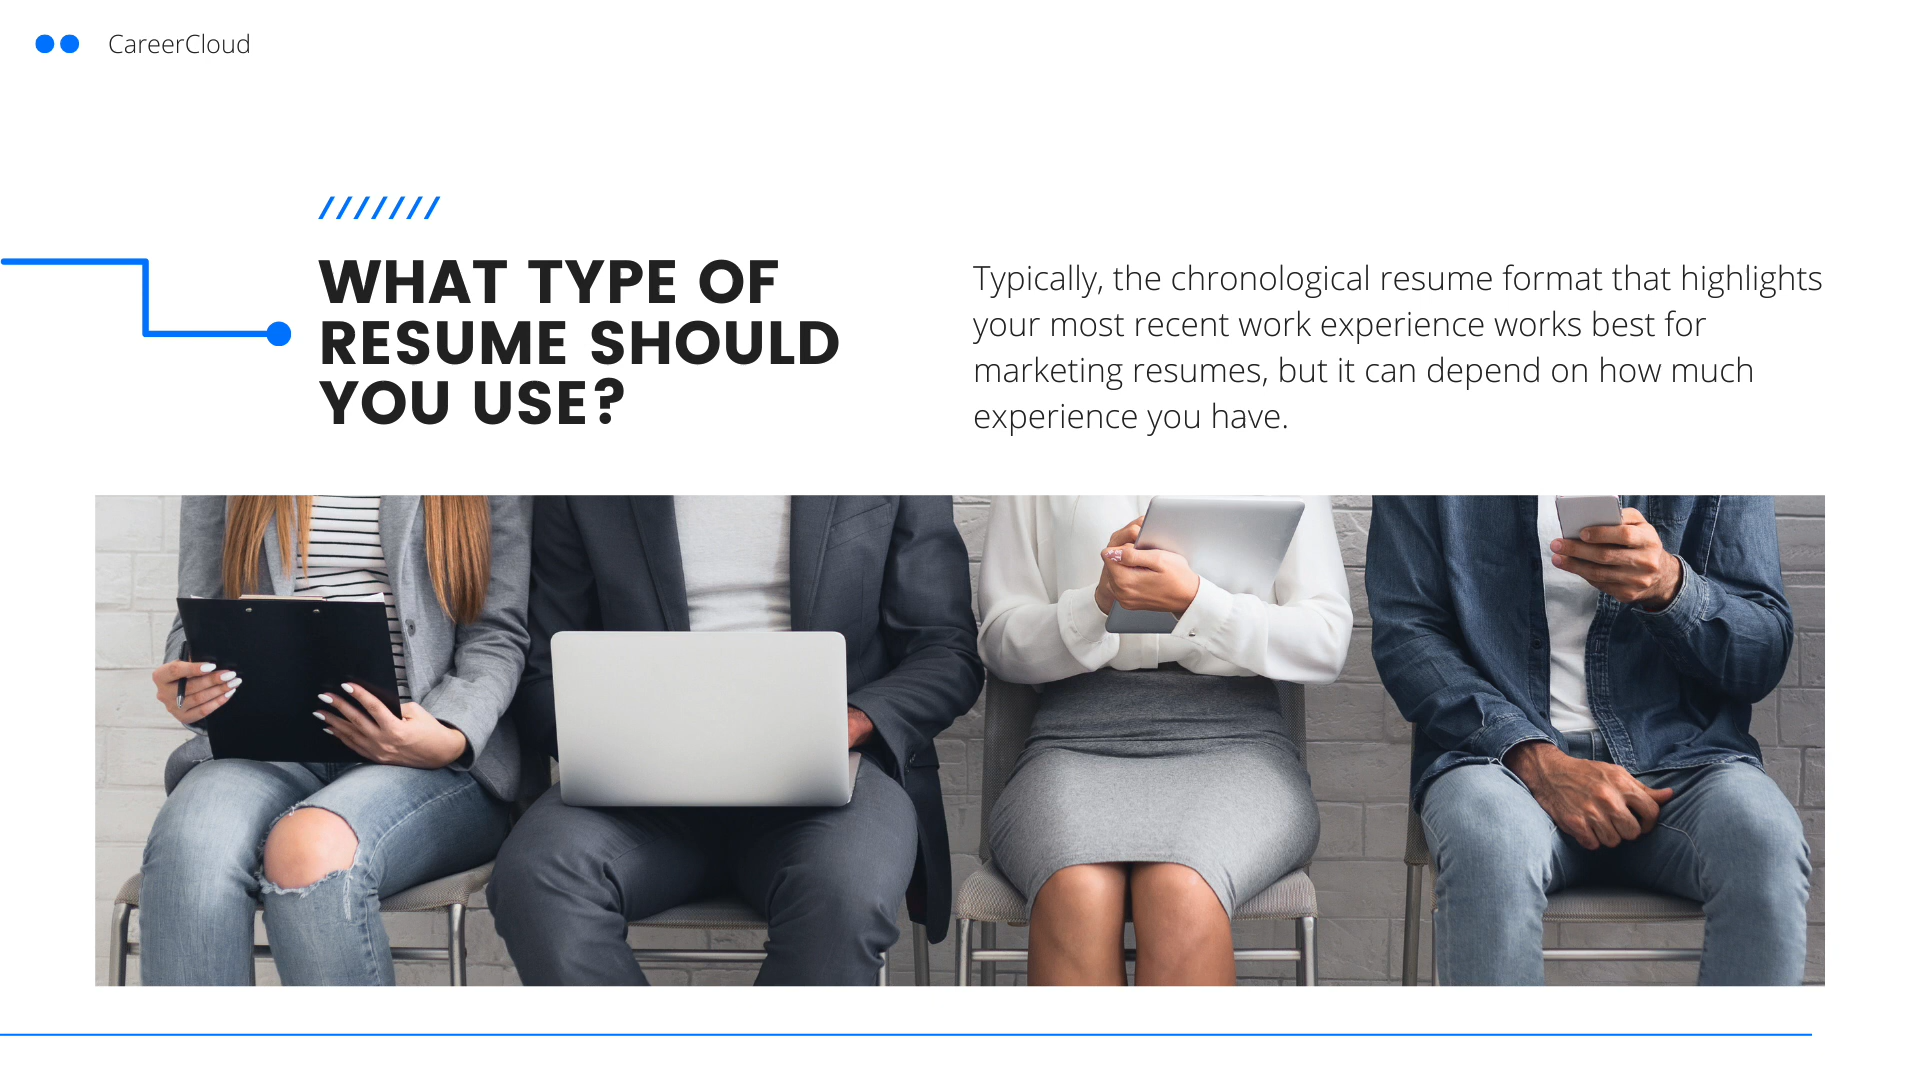 CareerCloud
WHAT TYPE OF
RESUME SHOULD
YOU USE?
Typically, the chronological resume format that highlights
your most recent work experience works best for
marketing resumes, but it can depend on how much
experience you have.